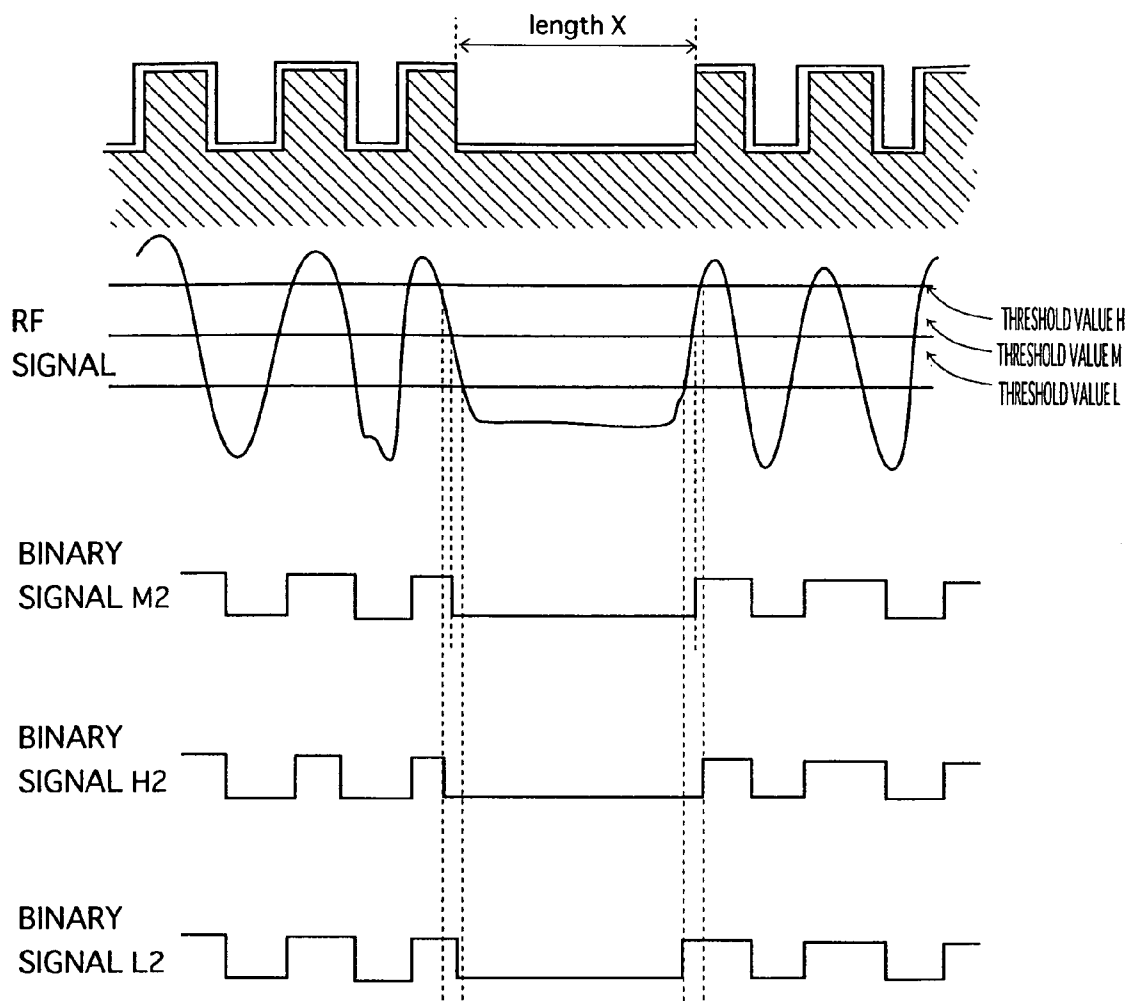 length X
RF
SIGNAL
THRESHOLD VALUE H
THRESHOLD VALUE M
THRESHOLD VALUE L
BINARY
SIGNAL M2
BINARY
SIGNAL H2
BINARY
SIGNAL L2